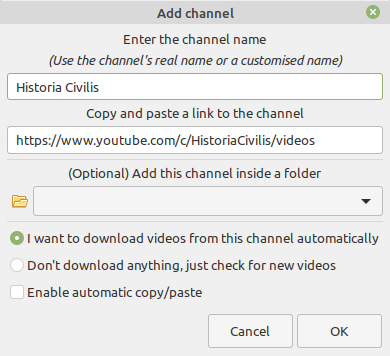 Add channel
Enter the channel name
(Use the channel's real name or a customised name)
Historia Civilis
Copy and paste a link to the channel
https://www.youtube.com/c/HistoriaCivilis/videos
(Optional) Add this channel inside a folder
I want to download videos from this channel automatically
Don't download anything, just check for new videos
Enable automatic copy/paste
Cancel OK